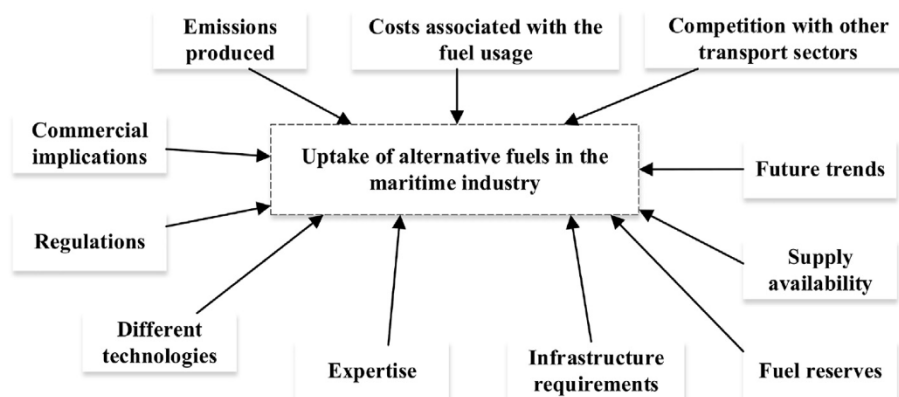 Emissions
produced
Costs associated with the
fuel usage
Competition with other
transport sectors
Commercial
implications
Uptake of alternative fuels in the
maritime industry
Future trends
Regulations
Supply
availability
Different
technologies
Expertise
Infrastructure
requirements
Fuel reserves